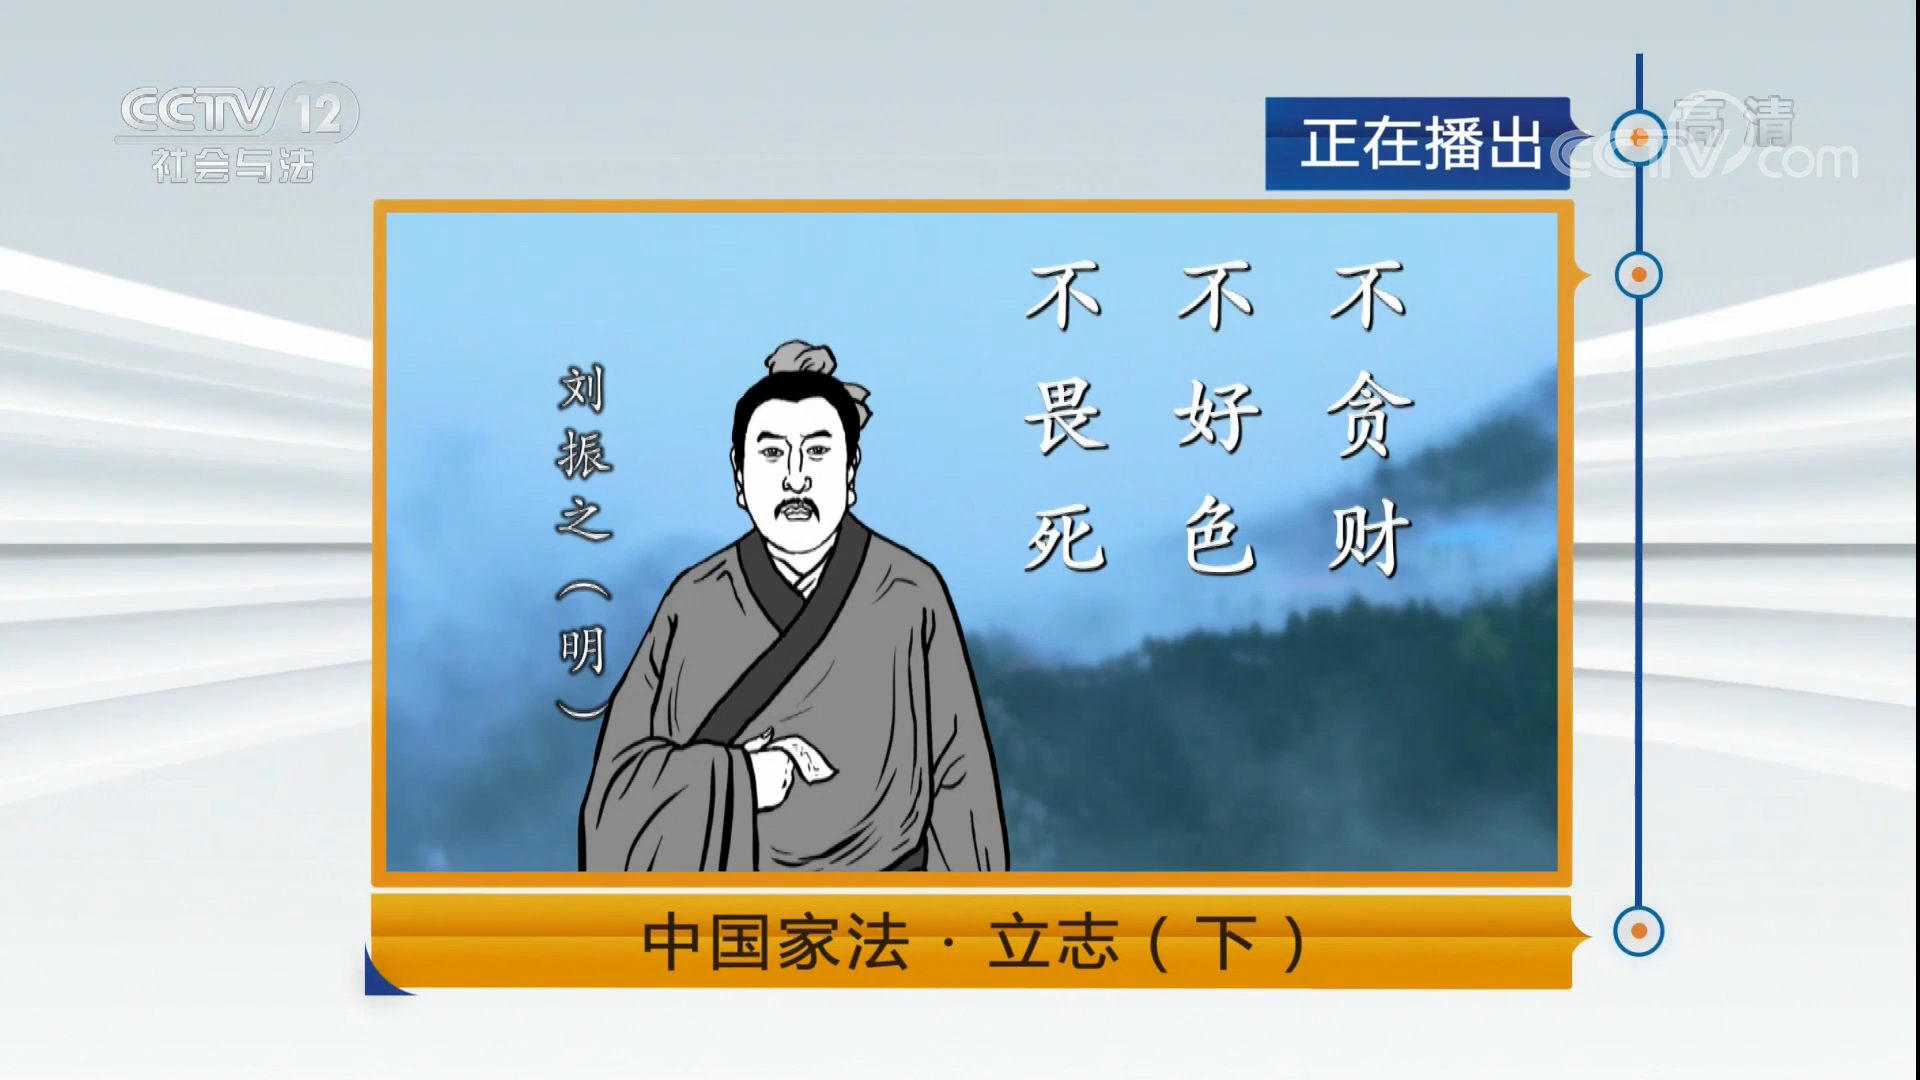 CCTV 12
社会与法
正在播出
高清
CCTV.com
不贪财
不好色
不畏死
刘振之（明）
中国家法·立志（下）